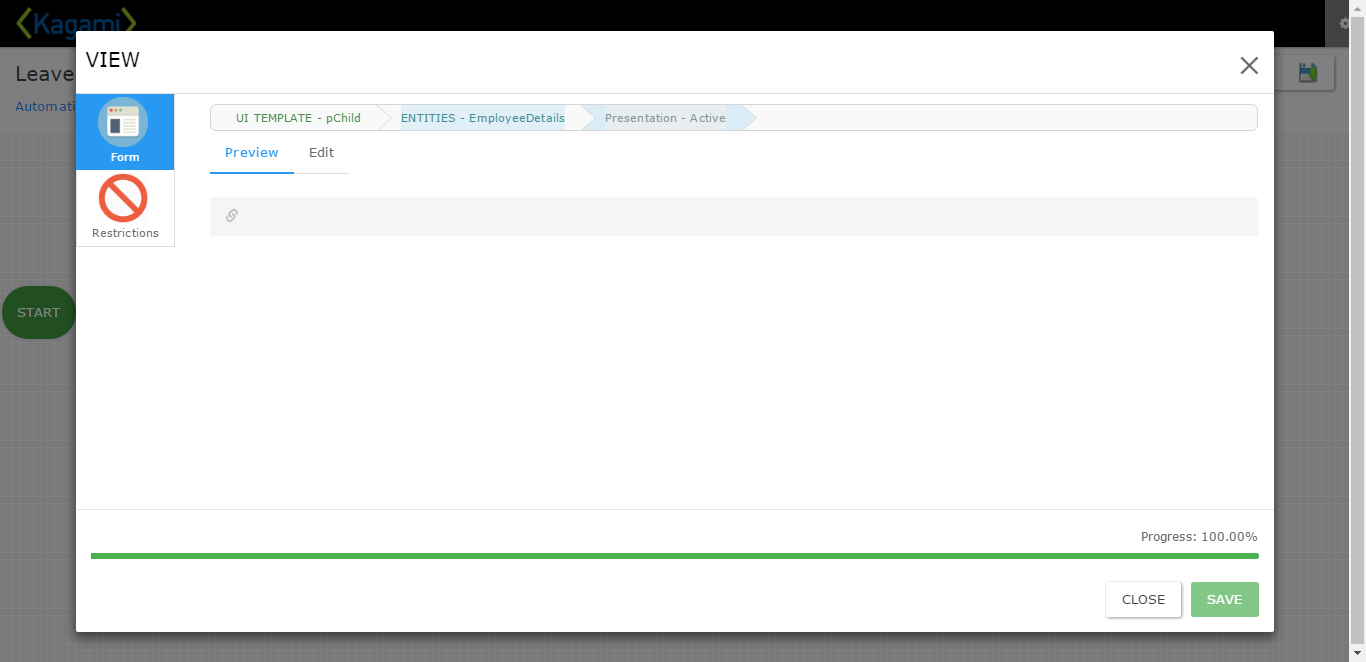 Kagami
VIEW
Leave
Automati
UI TEMPLATE - pChild
ENTITIES - EmployeeDetails
Presentation - Active
Form
Preview
Edit
Restrictions
START
Progress: 100.00%
CLOSE
SAVE